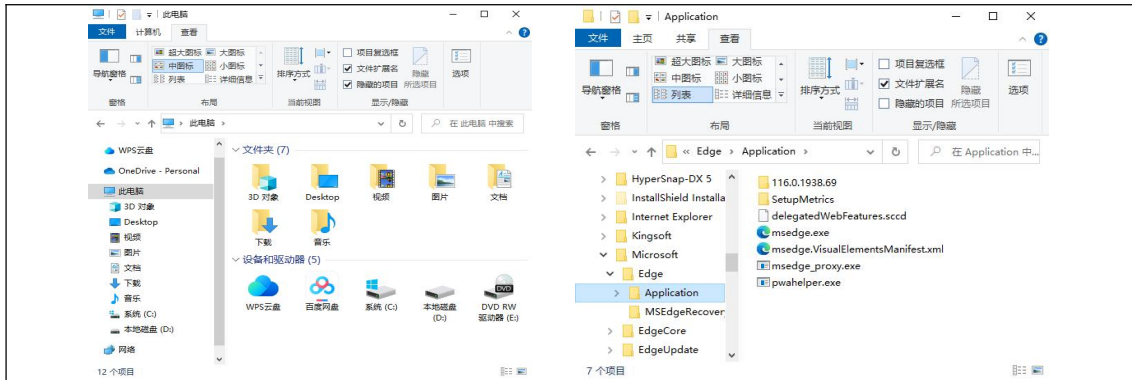 此电脑
文件 计算机 查看
导航窗格
超大图标 大图标
中图标 小图标
列表 详细信息
排序方式
项目复选框
文件扩展名
隐藏的项目
隐藏
所选项目
选项
窗格 布局 当前视图 显示/隐藏
此电脑
在 此电脑 中搜索
WPS云盘
OneDrive - Personal
此电脑
3D 对象
Desktop
视频
图片
文档
下载
音乐
系统 (C:)
本地磁盘 (D:)
网络
文件夹 (7)
3D 对象 Desktop 视频 图片 文档
下载 音乐
设备和驱动器 (5)
WPS云盘 百度网盘 系统 (C:) 本地磁盘 (D:) DVD RW 驱动器 (E:)
12 个项目
Application
文件 主页 共享 查看
导航窗格
超大图标 大图标
中图标 小图标
列表 详细信息
排序方式
项目复选框
文件扩展名
隐藏的项目
隐藏
所选项目
选项
窗格 布局 当前视图 显示/隐藏
« Edge › Application ›
在 Application 中...
HyperSnap-DX 5
InstallShield Installa
Internet Explorer
Kingsoft
Microsoft
Edge
Application
MSEdgeRecover
EdgeCore
EdgeUpdate
116.0.1938.69
SetupMetrics
delegatedWebFeatures.sccd
msedge.exe
msedge.VisualElementsManifest.xml
msedge_proxy.exe
pwahelper.exe
7 个项目